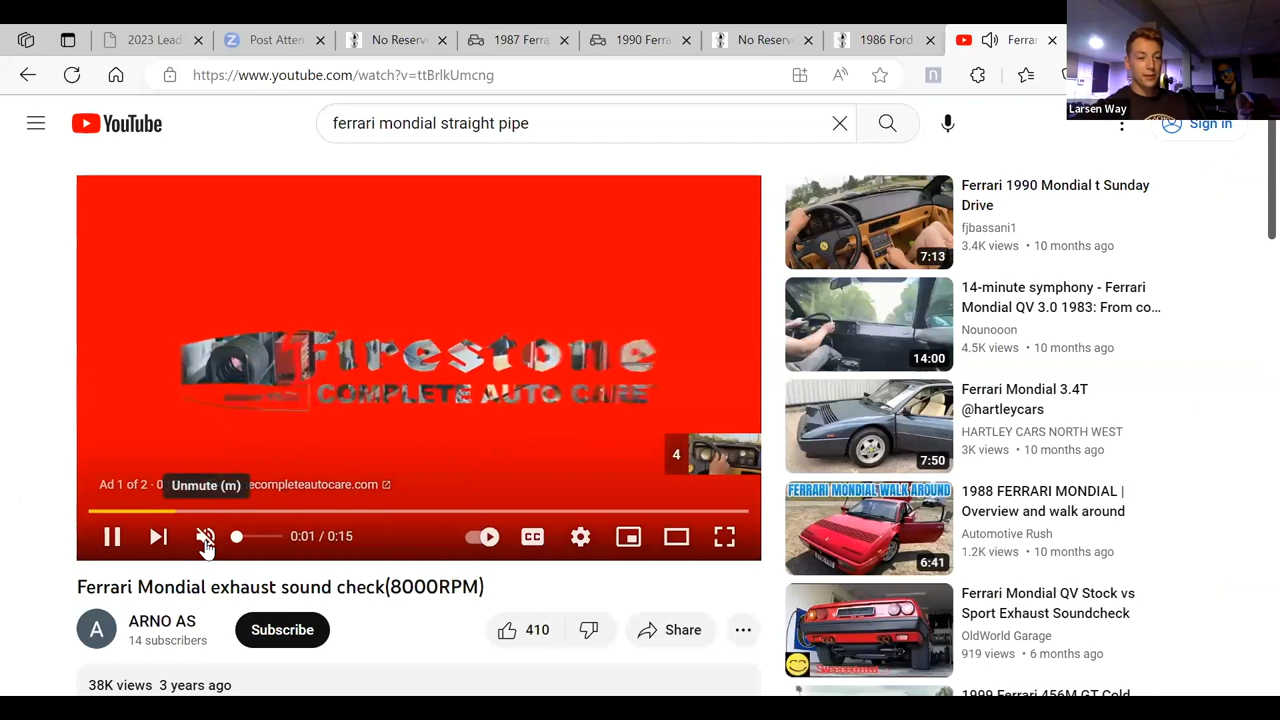 2023 Lead
Post Atten
No Reserv
1987 Ferra
1990 Ferra
No Reserv
1986 Ford
Ferrar
https://www.youtube.com/watch?v=ttBrlkUmcng
Larsen Way
YouTube
ferrari mondial straight pipe
Sign in
Firestone
COMPLETE AUTO CARE
4
Ad 1 of 2 · 0
Unmute (m)
ecompleteautocare.com
0:01 / 0:15
CC
Ferrari Mondial exhaust sound check(8000RPM)
A
ARNO AS
14 subscribers
Subscribe
410
Share
38K views 3 years ago
7:13
Ferrari 1990 Mondial t Sunday
Drive
fjbassani1
3.4K views • 10 months ago
14:00
14-minute symphony - Ferrari
Mondial QV 3.0 1983: From co…
Nounooon
4.5K views • 10 months ago
7:50
Ferrari Mondial 3.4T
@hartleycars
HARTLEY CARS NORTH WEST
3K views • 10 months ago
FERRARI MONDIAL WALK AROUND
6:41
1988 FERRARI MONDIAL |
Overview and walk around
Automotive Rush
1.2K views • 10 months ago
Ferrari Mondial QV Stock vs
Sport Exhaust Soundcheck
OldWorld Garage
919 views • 6 months ago
1999 Ferrari 456M GT Cold